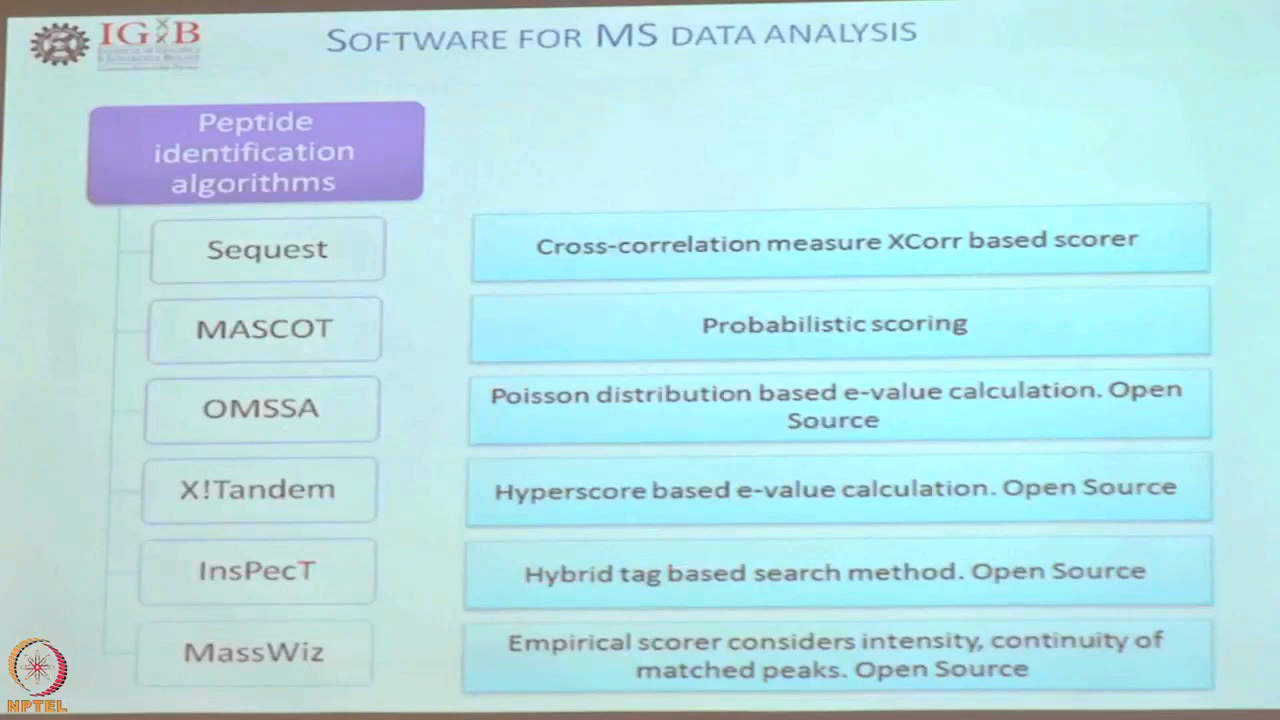 IGIB
SOFTWARE FOR MS DATA ANALYSIS
Peptide
identification
algorithms
Sequest
Cross-correlation measure XCorr based scorer
MASCOT
Probabilistic scoring
OMSSA
Poisson distribution based e-value calculation. Open
Source
X!Tandem
Hyperscore based e-value calculation. Open Source
InsPecT
Hybrid tag based search method. Open Source
MassWiz
Empirical scorer considers intensity, continuity of
matched peaks. Open Source
NPTEL